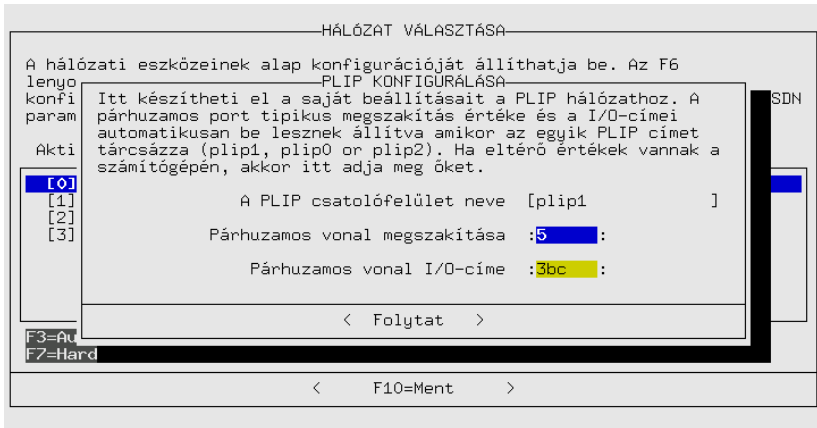 HÁLÓZAT VÁLASZTÁSA
A hálózati eszközeinek alap konfigurációját állíthatja be. Az F6
lenyo
PLIP KONFIGURÁLÁSA
konfi
SDN
param
Itt készítheti el a saját beállításait a PLIP hálózathoz. A
párhuzamos port tipikus megszakítás értéke és a I/O-címei
automatikusan be lesznek állítva amikor az egyik PLIP címet
Akti
tárcsázza (plip1, plip0 or plip2). Ha eltérő értékek vannak a
számítógépén, akkor itt adja meg őket.
[0]
[1]
A PLIP csatolófelület neve [plip1 ]
[2]
[3]
Párhuzamos vonal megszakítása :5 :
Párhuzamos vonal I/O-címe :3bc :
< Folytat >
F3=Au
F7=Hard
< F10=Ment >